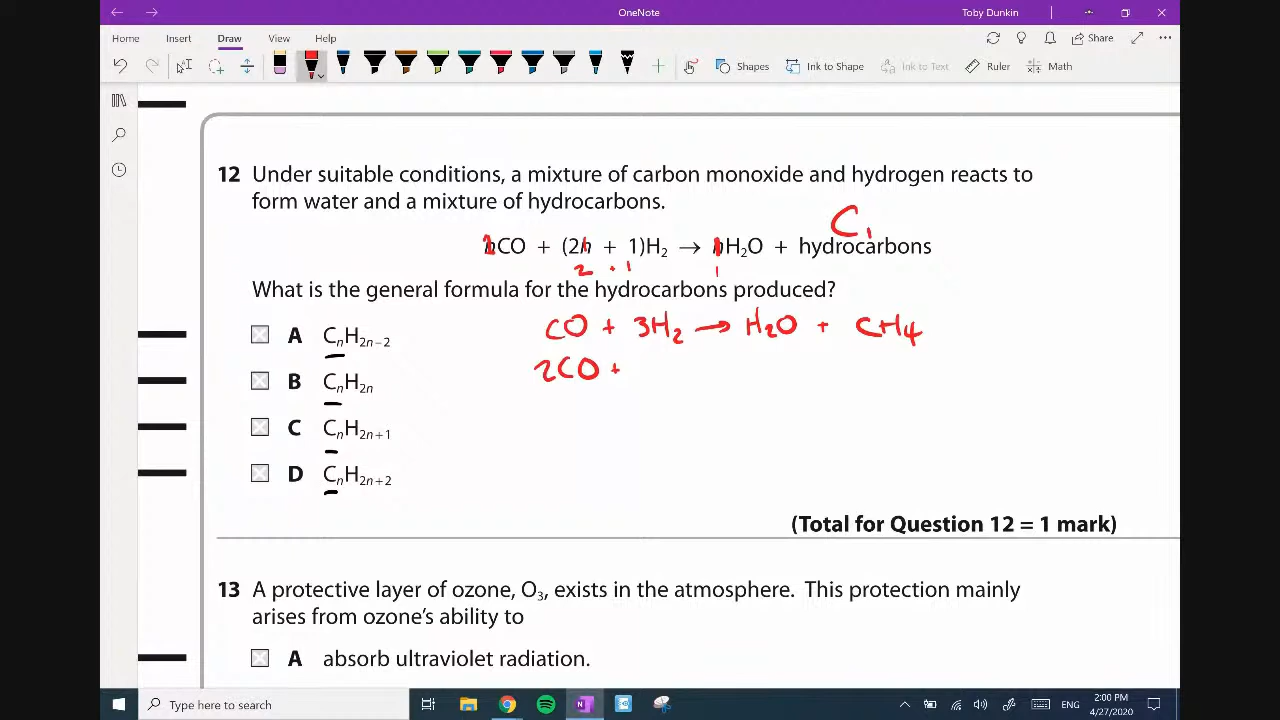 OneNote
Toby Dunkin
Home Insert Draw View Help
Share
Shapes Ink to Shape Ink to Text Ruler Math
12 Under suitable conditions, a mixture of carbon monoxide and hydrogen reacts to
form water and a mixture of hydrocarbons.
C₁
nCO + (2n + 1)H₂ → nH₂O + hydrocarbons
2 + 1 1
What is the general formula for the hydrocarbons produced?
CO + 3H₂ → H₂O + CH₄
A CₙH₂ₙ₋₂
2CO +
B CₙH₂ₙ
C CₙH₂ₙ₊₁
D CₙH₂ₙ₊₂
(Total for Question 12 = 1 mark)
13 A protective layer of ozone, O₃, exists in the atmosphere. This protection mainly
arises from ozone's ability to
A absorb ultraviolet radiation.
Type here to search
ENG
2:00 PM
4/27/2020